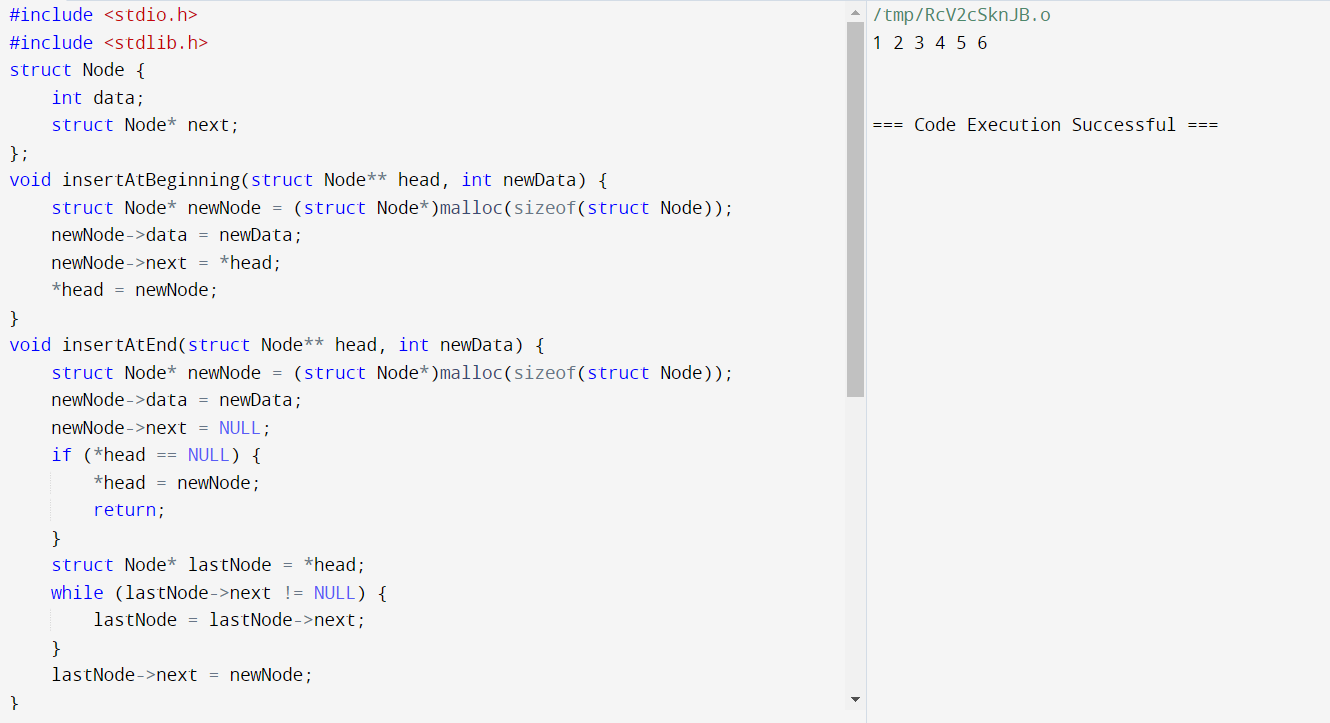 #include <stdio.h>
#include <stdlib.h>
struct Node {
    int data;
    struct Node* next;
};
void insertAtBeginning(struct Node** head, int newData) {
    struct Node* newNode = (struct Node*)malloc(sizeof(struct Node));
    newNode->data = newData;
    newNode->next = *head;
    *head = newNode;
}
void insertAtEnd(struct Node** head, int newData) {
    struct Node* newNode = (struct Node*)malloc(sizeof(struct Node));
    newNode->data = newData;
    newNode->next = NULL;
    if (*head == NULL) {
        *head = newNode;
        return;
    }
    struct Node* lastNode = *head;
    while (lastNode->next != NULL) {
        lastNode = lastNode->next;
    }
    lastNode->next = newNode;
}
/tmp/RcV2cSknJB.o
1 2 3 4 5 6
=== Code Execution Successful ===